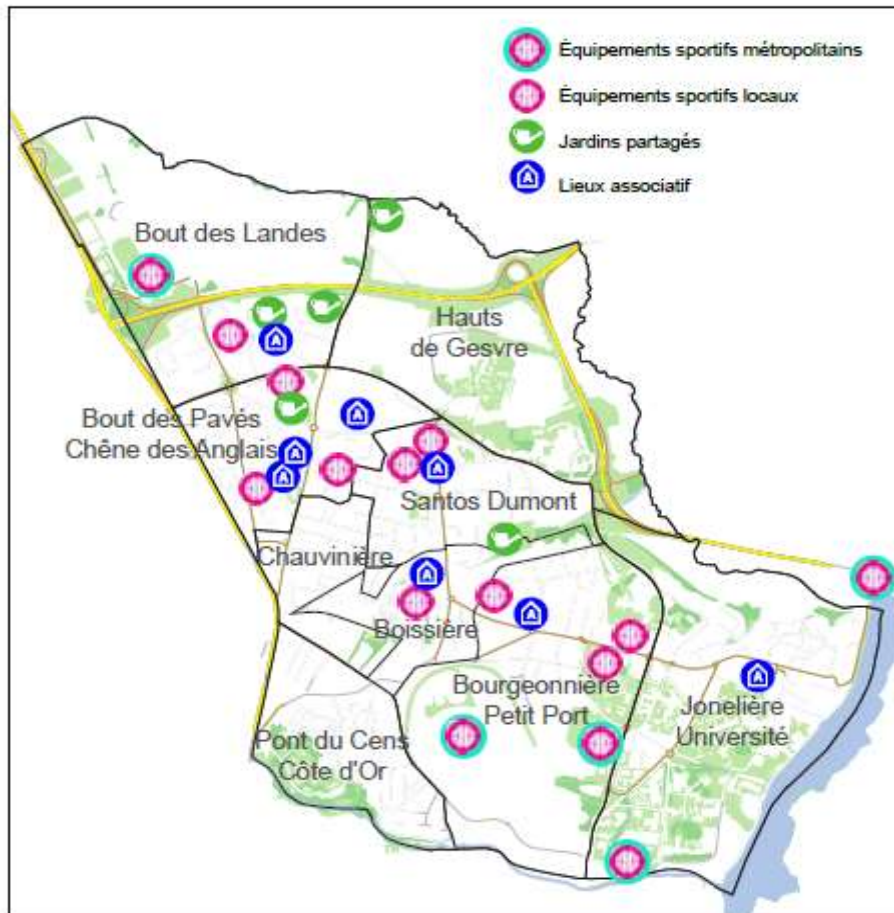 Équipements sportifs métropolitains
Équipements sportifs locaux
Jardins partagés
Lieux associatif
Bout des Landes
Hauts
de Gesvre
Bout des Pavés
Chêne des Anglais
Santos Dumont
Chauvinière
Boissière
Bourgeonnière
Petit Port
Jonelière
Université
Pont du Cens
Côte d'Or